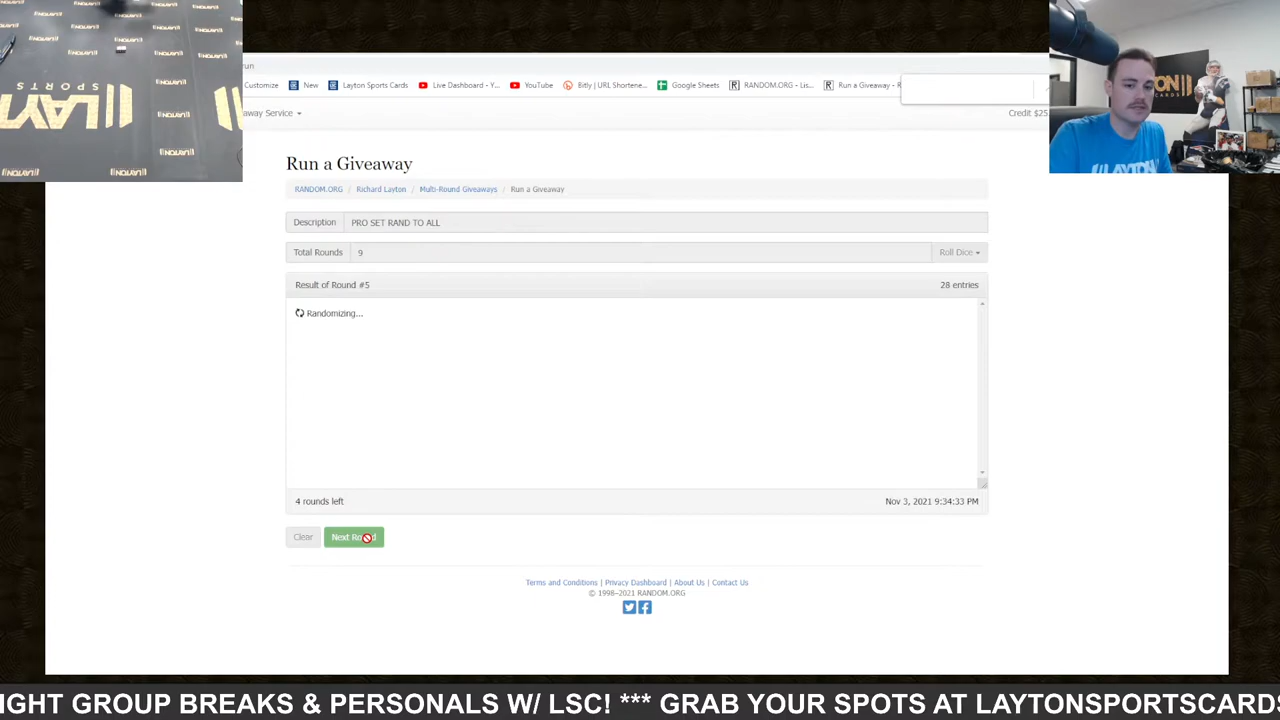 LAYTON
SPORTS
run
Customize New Layton Sports Cards Live Dashboard - Y... YouTube Bitly | URL Shortene... Google Sheets RANDOM.ORG - Lis... Run a Giveaway - R
away Service
Credit $25
Run a Giveaway
RANDOM.ORG / Richard Layton / Multi-Round Giveaways / Run a Giveaway
Description PRO SET RAND TO ALL
Total Rounds 9 Roll Dice
Result of Round #5 28 entries
Randomizing...
4 rounds left Nov 3, 2021 9:34:33 PM
Clear Next Round
Terms and Conditions | Privacy Dashboard | About Us | Contact Us
© 1998–2021 RANDOM.ORG
IGHT GROUP BREAKS & PERSONALS W/ LSC! *** GRAB YOUR SPOTS AT LAYTONSPORTSCARDS